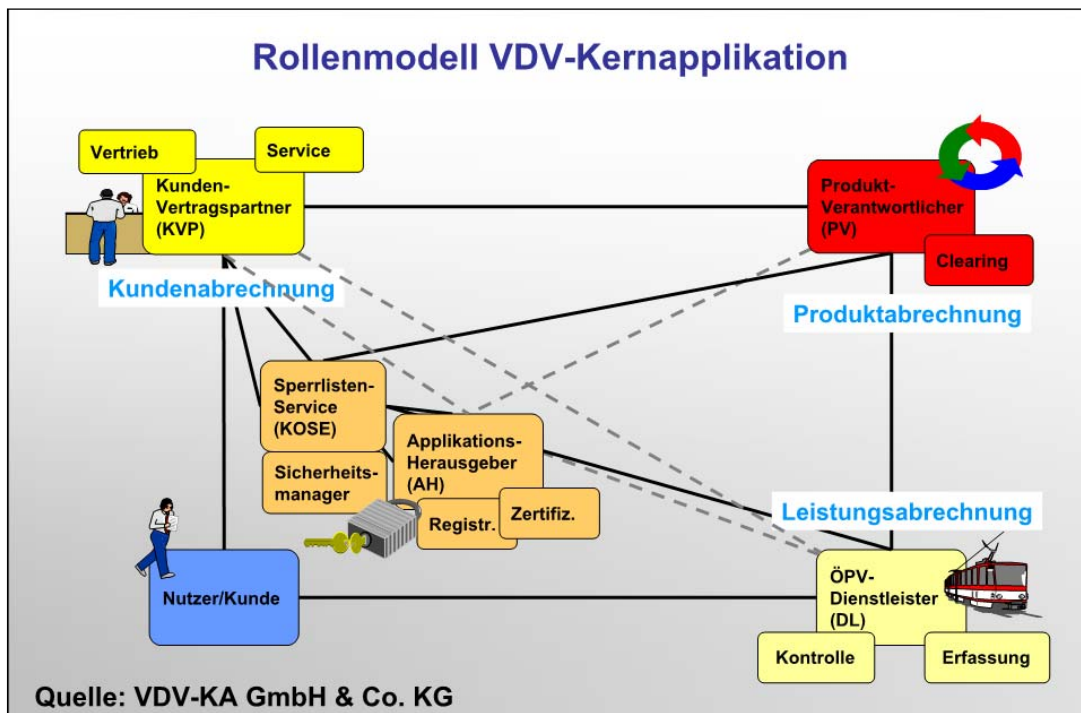 Rollenmodell VDV-Kernapplikation
Vertrieb
Service
Kunden-
Vertragspartner
(KVP)
Produkt-
Verantwortlicher
(PV)
Clearing
Kundenabrechnung
Produktabrechnung
Sperrlisten-
Service
(KOSE)
Applikations-
Herausgeber
(AH)
Sicherheits-
manager
Registr.
Zertifiz.
Leistungsabrechnung
Nutzer/Kunde
ÖPV-
Dienstleister
(DL)
Kontrolle
Erfassung
Quelle: VDV-KA GmbH & Co. KG